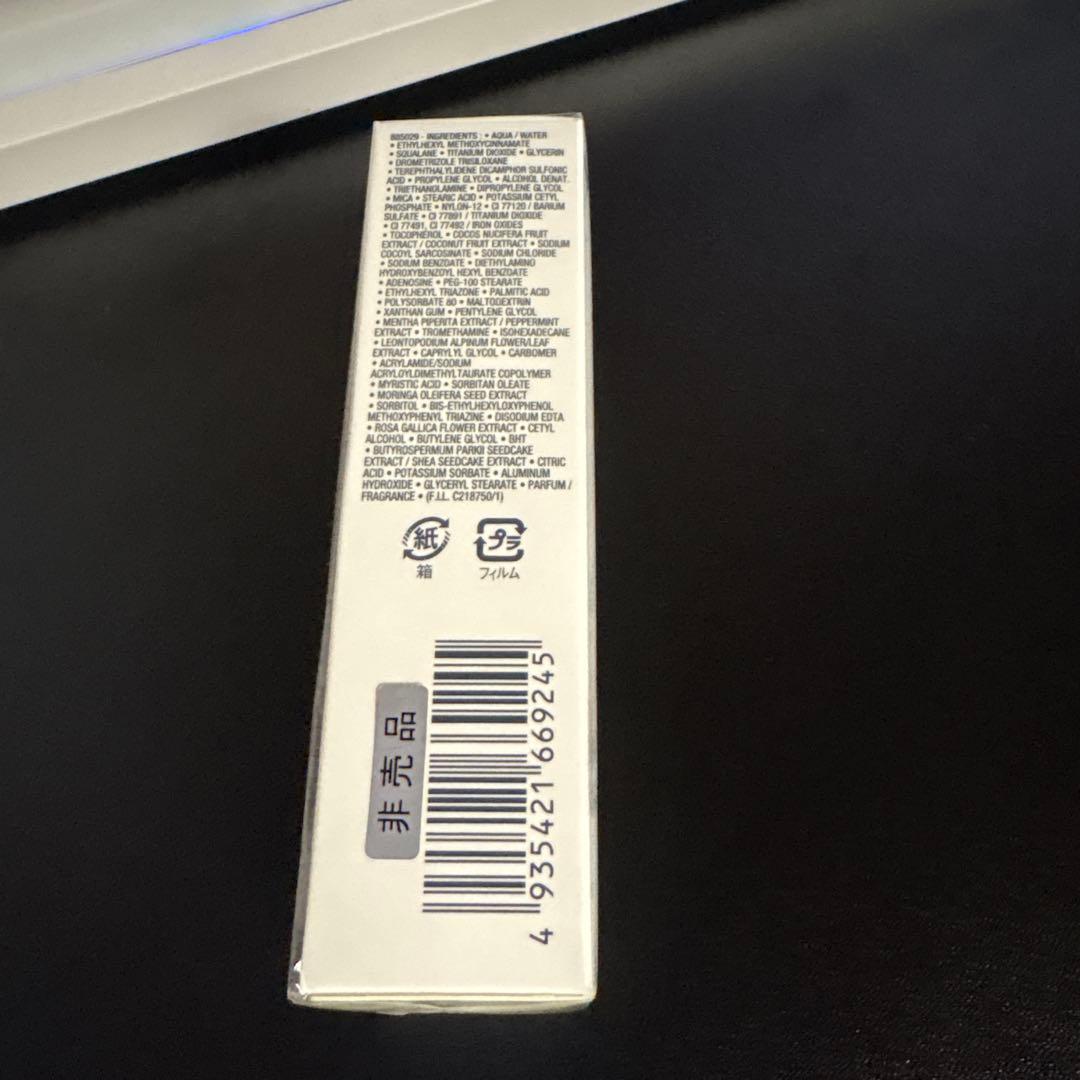 885029 - INGREDIENTS : • AQUA / WATER
• ETHYLHEXYL METHOXYCINNAMATE
• SQUALANE • TITANIUM DIOXIDE • GLYCERIN
• DROMETRIZOLE TRISILOXANE
• TEREPHTHALYLIDENE DICAMPHOR SULFONIC
ACID • PROPYLENE GLYCOL • ALCOHOL DENAT.
• TRIETHANOLAMINE • DIPROPYLENE GLYCOL
• MICA • STEARIC ACID • POTASSIUM CETYL
PHOSPHATE • NYLON-12 • CI 77120 / BARIUM
SULFATE • CI 77891 / TITANIUM DIOXIDE
• CI 77491, CI 77492 / IRON OXIDES
• TOCOPHEROL • COCOS NUCIFERA FRUIT
EXTRACT / COCONUT FRUIT EXTRACT • SODIUM
COCOYL SARCOSINATE • SODIUM CHLORIDE
• SODIUM BENZOATE • DIETHYLAMINO
HYDROXYBENZOYL HEXYL BENZOATE
• ADENOSINE • PEG-100 STEARATE
• ETHYLHEXYL TRIAZONE • PALMITIC ACID
• POLYSORBATE 80 • MALTODEXTRIN
• XANTHAN GUM • PENTYLENE GLYCOL
• MENTHA PIPERITA EXTRACT / PEPPERMINT
EXTRACT • TROMETHAMINE • ISOHEXADECANE
• LEONTOPODIUM ALPINUM FLOWER/LEAF
EXTRACT • CAPRYLYL GLYCOL • CARBOMER
• ACRYLAMIDE/SODIUM
ACRYLOYLDIMETHYLTAURATE COPOLYMER
• MYRISTIC ACID • SORBITAN OLEATE
• MORINGA OLEIFERA SEED EXTRACT
• SORBITOL • BIS-ETHYLHEXYLOXYPHENOL
METHOXYPHENYL TRIAZINE • DISODIUM EDTA
• ROSA GALLICA FLOWER EXTRACT • CETYL
ALCOHOL • BUTYLENE GLYCOL • BHT
• BUTYROSPERMUM PARKII SEEDCAKE
EXTRACT / SHEA SEEDCAKE EXTRACT • CITRIC
ACID • POTASSIUM SORBATE • ALUMINUM
HYDROXIDE • GLYCERYL STEARATE • PARFUM /
FRAGRANCE • (F.I.L. C218750/1)
紙 プラ
箱 フィルム
非売品
4 935421 669245